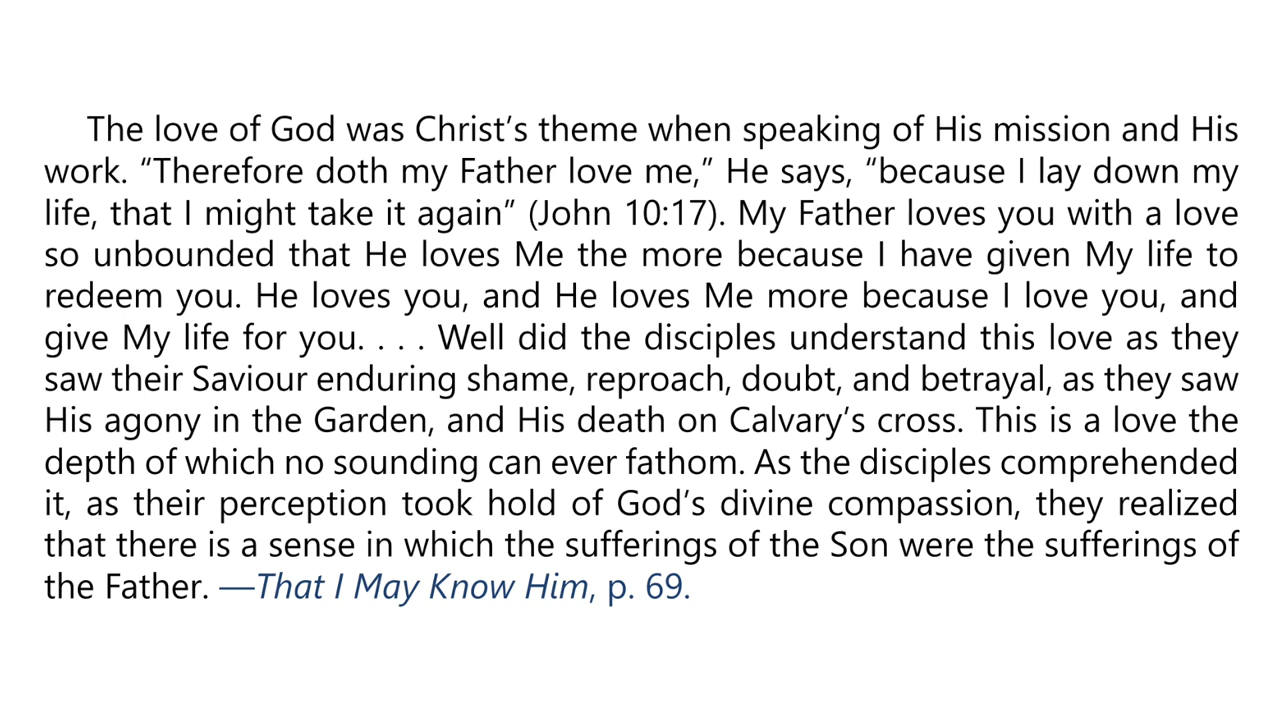 The love of God was Christ’s theme when speaking of His mission and His
work. “Therefore doth my Father love me,” He says, “because I lay down my
life, that I might take it again” (John 10:17). My Father loves you with a love
so unbounded that He loves Me the more because I have given My life to
redeem you. He loves you, and He loves Me more because I love you, and
give My life for you. . . . Well did the disciples understand this love as they
saw their Saviour enduring shame, reproach, doubt, and betrayal, as they saw
His agony in the Garden, and His death on Calvary’s cross. This is a love the
depth of which no sounding can ever fathom. As the disciples comprehended
it, as their perception took hold of God’s divine compassion, they realized
that there is a sense in which the sufferings of the Son were the sufferings of
the Father. —That I May Know Him, p. 69.